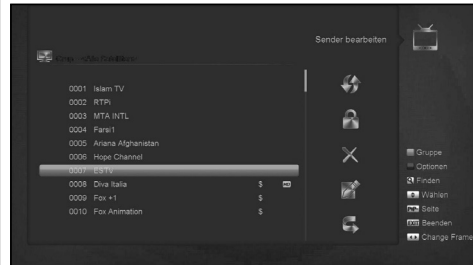 Sender bearbeiten
0001 Islam TV
0002 RTPi
0003 MTA INTL
0004 Farsi1
0005 Ariana Afghanistan
0006 Hope Channel
0007 ESTV
0008 Diva Italia $ HD
0009 Fox +1 $
0010 Fox Animation $
Gruppe
Optionen
Finden
Wählen
Seite
Beenden
Change Frame